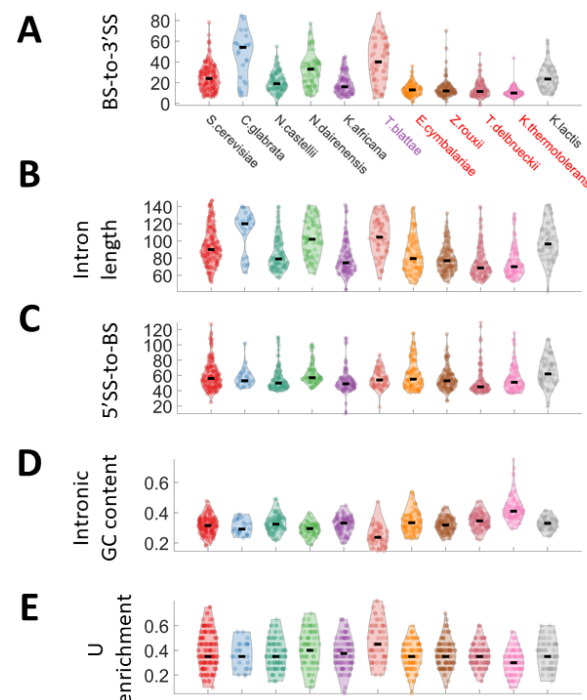 A
BS-to-3'SS
80
60
40
20
0
S.cerevisiae
C.glabrata
N.castellii
N.dairenensis
K.africana
T.blattae
E.cymbalariae
Z.rouxii
T.delbrueckii
K.thermotolerans
K.lactis
B
Intron
length
140
120
100
80
60
C
5'SS-to-BS
120
100
80
60
40
20
D
Intronic
GC content
0.6
0.4
0.2
E
U
enrichment
0.6
0.4
0.2